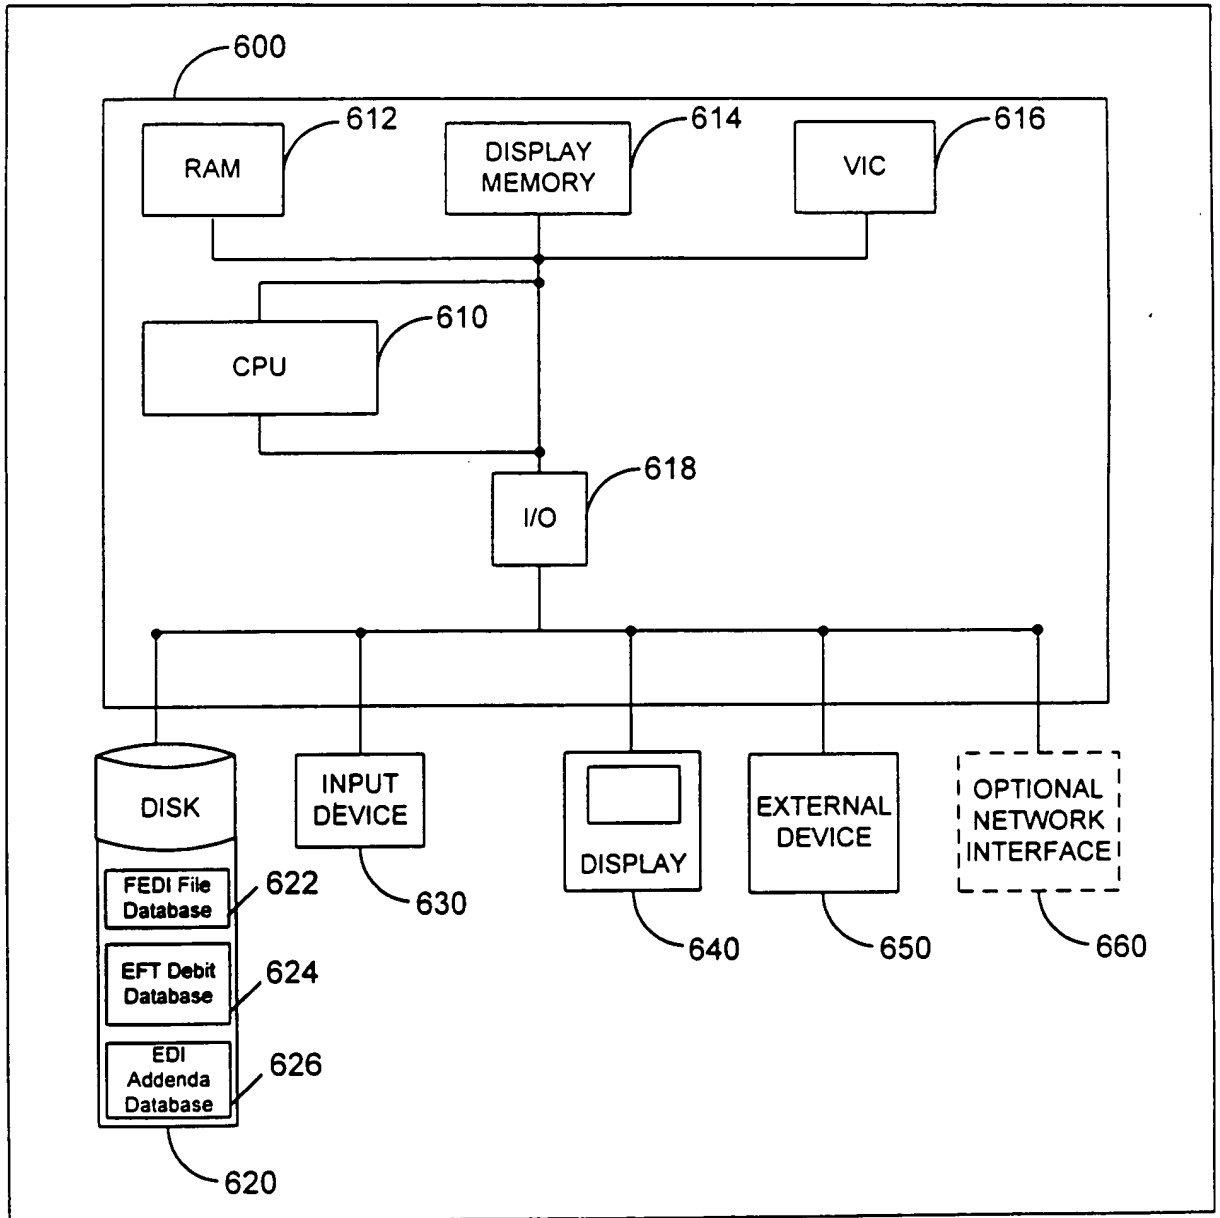 600
612
614
616
RAM
DISPLAY
MEMORY
VIC
610
CPU
618
I/O
DISK
INPUT
DEVICE
DISPLAY
EXTERNAL
DEVICE
OPTIONAL
NETWORK
INTERFACE
FEDI File
Database
622
630
640
650
660
EFT Debit
Database
624
EDI
Addenda
Database
626
620